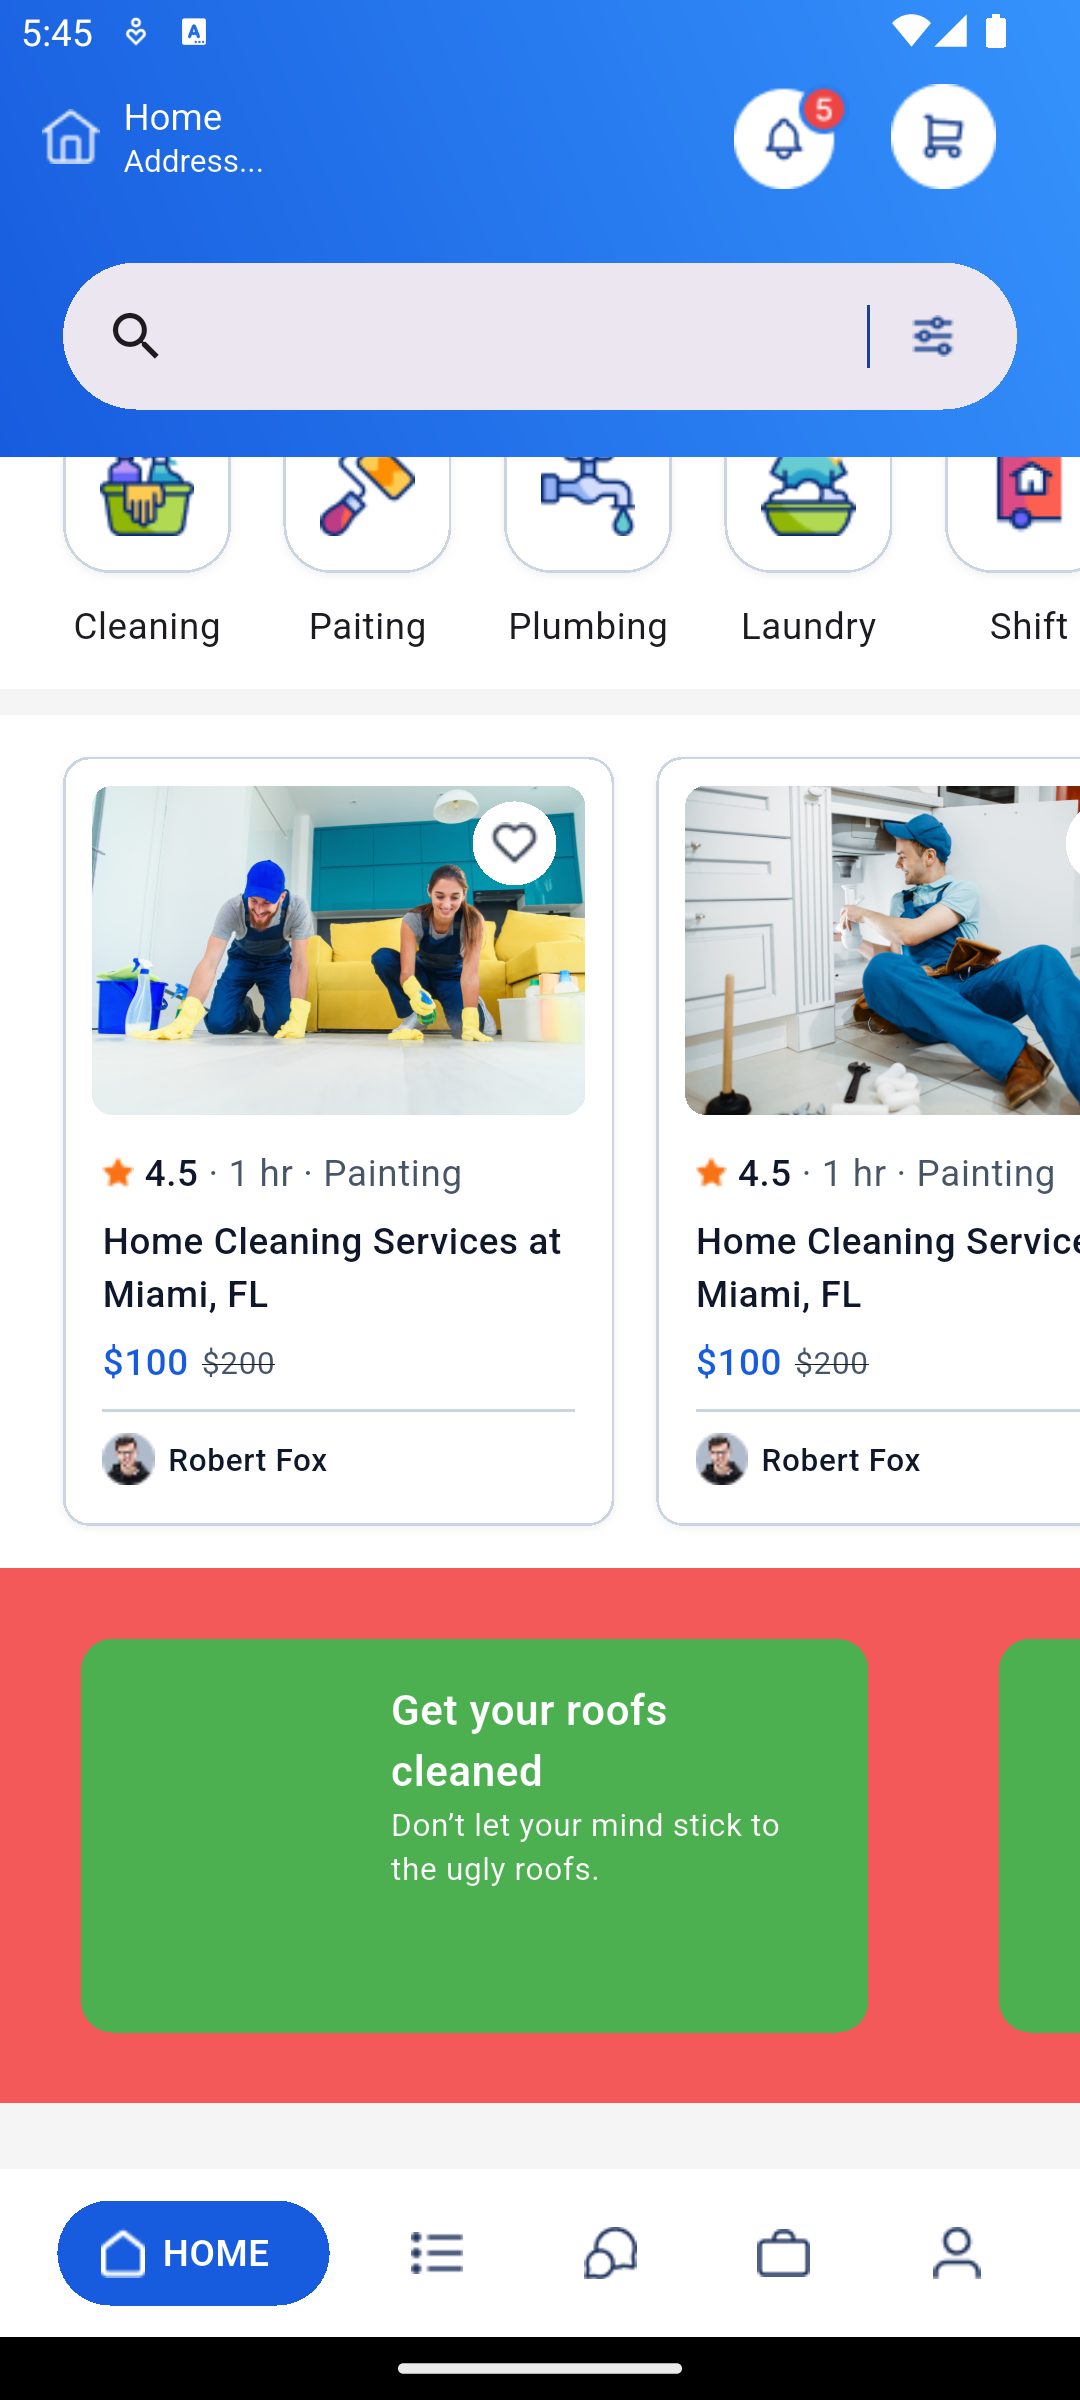 5:45
Home
Address...
5
Cleaning
Paiting
Plumbing
Laundry
Shift
4.5 · 1 hr · Painting
Home Cleaning Services at
Miami, FL
$100 $200
Robert Fox
4.5 · 1 hr · Painting
Home Cleaning Service
Miami, FL
$100 $200
Robert Fox
Get your roofs
cleaned
Don’t let your mind stick to
the ugly roofs.
HOME